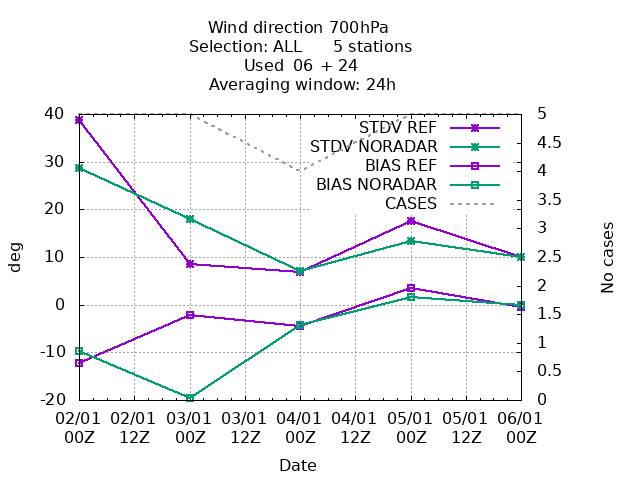 Wind direction 700hPa
Selection: ALL 5 stations
Used 06 + 24
Averaging window: 24h
STDV REF
STDV NORADAR
BIAS REF
BIAS NORADAR
CASES
40
30
20
10
0
-10
-20
deg
5
4.5
4
3.5
3
2.5
2
1.5
1
0.5
0
No cases
02/01 02/01 03/01 03/01 04/01 04/01 05/01 05/01 06/01
00Z 12Z 00Z 12Z 00Z 12Z 00Z 12Z 00Z
Date